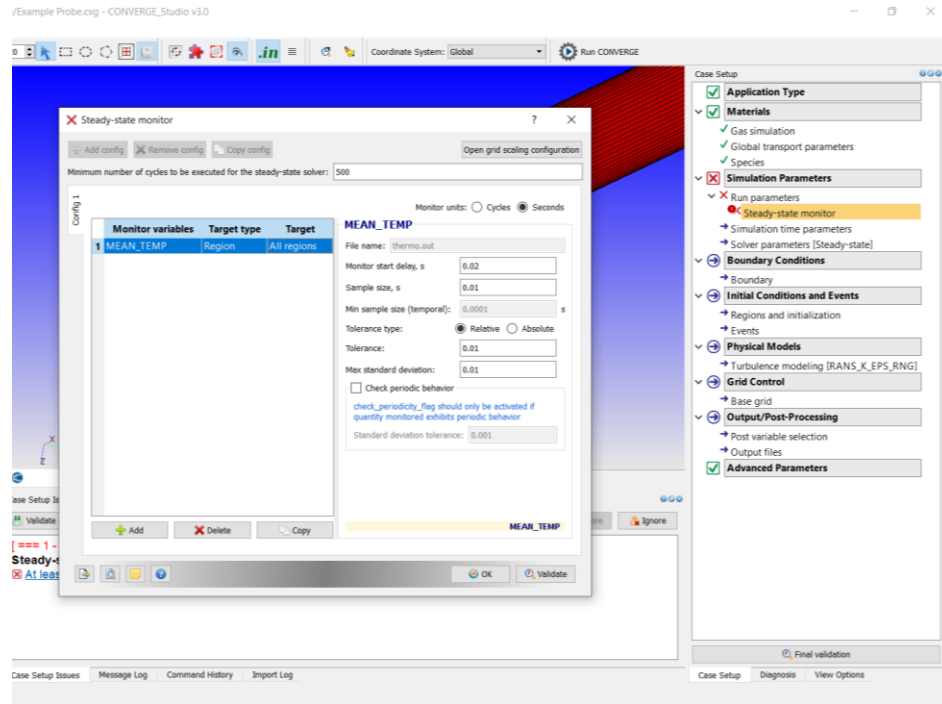 /Example Probe.cvg - CONVERGE_Studio v3.0
.in
Coordinate System: Global
Run CONVERGE
Case Setup
Application Type
Materials
Gas simulation
Global transport parameters
Species
Simulation Parameters
Run parameters
Steady-state monitor
Simulation time parameters
Solver parameters [Steady-state]
Boundary Conditions
Boundary
Initial Conditions and Events
Regions and initialization
Events
Physical Models
Turbulence modeling [RANS_K_EPS_RNG]
Grid Control
Base grid
Output/Post-Processing
Post variable selection
Output files
Advanced Parameters
Final validation
Case Setup Diagnosis View Options
Steady-state monitor ?
Add config Remove config Copy config Open grid scaling configuration
Minimum number of cycles to be executed for the steady-state solver: 500
Config 1
Monitor units: Cycles Seconds
Monitor variables Target type Target
1 MEAN_TEMP Region All regions
MEAN_TEMP
File name: thermo.out
Monitor start delay, s 0.02
Sample size, s 0.01
Min sample size (temporal): 0.0001 s
Tolerance type: Relative Absolute
Tolerance: 0.01
Max standard deviation: 0.01
Check periodic behavior
check_periodicity_flag should only be activated if
quantity monitored exhibits periodic behavior
Standard deviation tolerance: 0.001
MEAN_TEMP
Add Delete Copy
OK Validate
x
z
ase Setup Is
Validate
Ignore
[ === 1 -
Steady-s
At leas
Case Setup Issues Message Log Command History Import Log